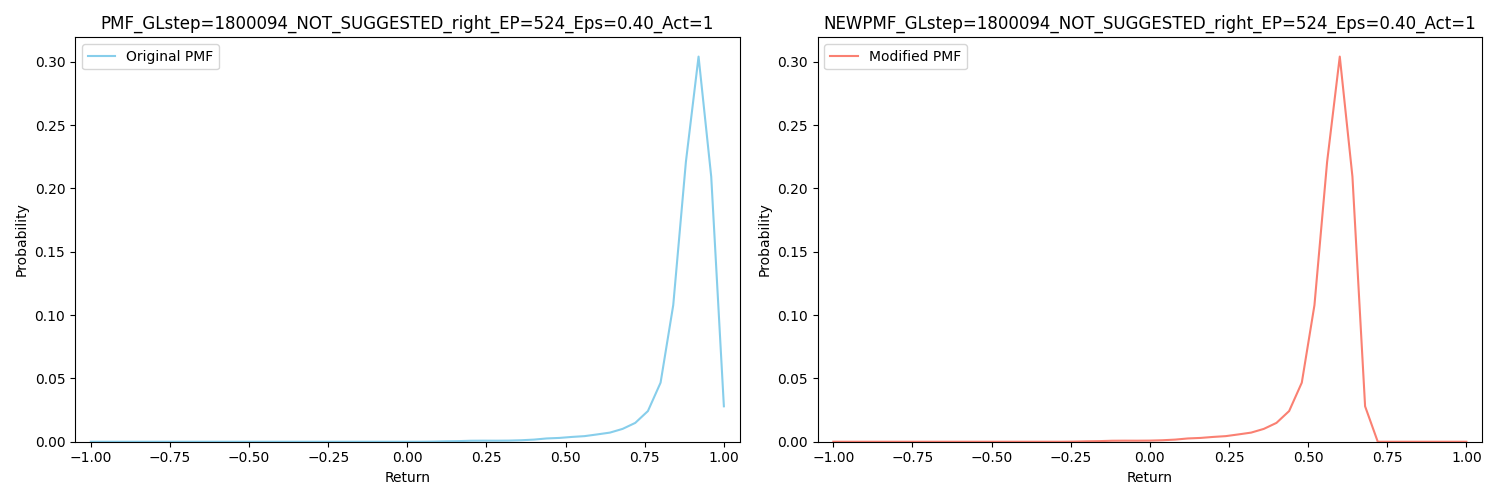 PMF_GLstep=1800094_NOT_SUGGESTED_right_EP=524_Eps=0.40_Act=1
Original PMF
0.30
0.25
0.20
0.15
0.10
0.05
0.00
Probability
−1.00 −0.75 −0.50 −0.25 0.00 0.25 0.50 0.75 1.00
Return
NEWPMF_GLstep=1800094_NOT_SUGGESTED_right_EP=524_Eps=0.40_Act=1
Modified PMF
0.30
0.25
0.20
0.15
0.10
0.05
0.00
Probability
−1.00 −0.75 −0.50 −0.25 0.00 0.25 0.50 0.75 1.00
Return